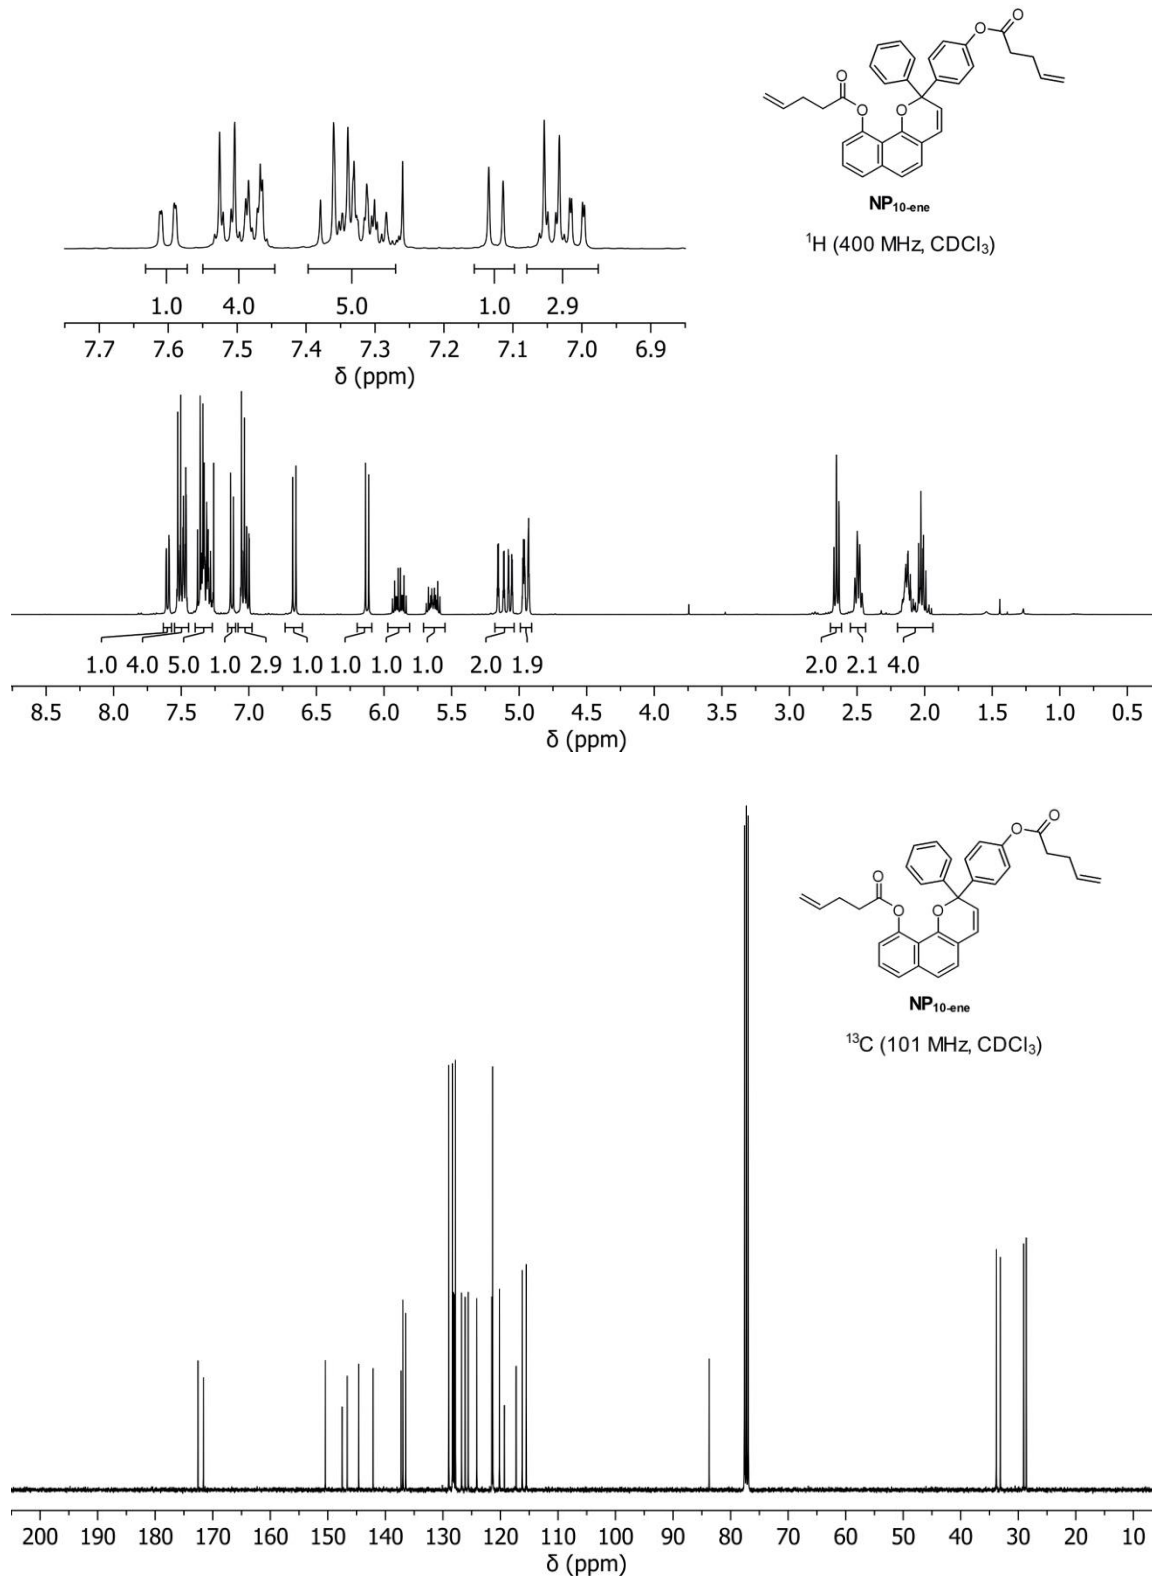 O
O
O
O
O
NP10-ene
¹H (400 MHz, CDCl₃)
1.0 4.0 5.0 1.0 2.9
7.7 7.6 7.5 7.4 7.3 7.2 7.1 7.0 6.9
δ (ppm)
1.0 4.0 5.0 1.0 2.9 1.0 1.0 1.0 1.0 2.0 1.9 2.0 2.1 4.0
8.5 8.0 7.5 7.0 6.5 6.0 5.5 5.0 4.5 4.0 3.5 3.0 2.5 2.0 1.5 1.0 0.5
δ (ppm)
O
O
O
O
O
NP10-ene
¹³C (101 MHz, CDCl₃)
200 190 180 170 160 150 140 130 120 110 100 90 80 70 60 50 40 30 20 10
δ (ppm)